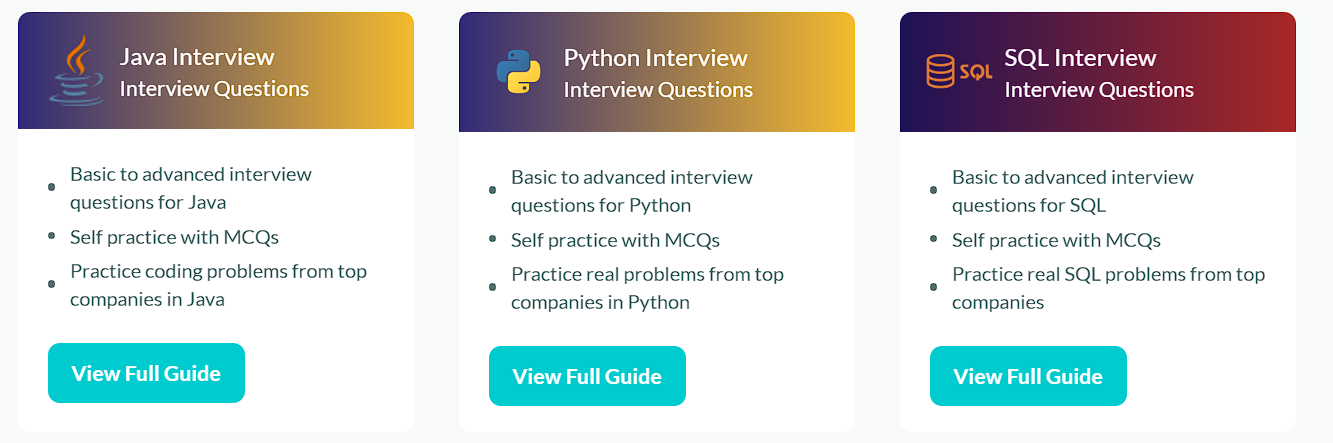 Java Interview
Interview Questions
Basic to advanced interview
questions for Java
Self practice with MCQs
Practice coding problems from top
companies in Java
View Full Guide
Python Interview
Interview Questions
Basic to advanced interview
questions for Python
Self practice with MCQs
Practice real problems from top
companies in Python
View Full Guide
SQL
SQL Interview
Interview Questions
Basic to advanced interview
questions for SQL
Self practice with MCQs
Practice real SQL problems from top
companies
View Full Guide